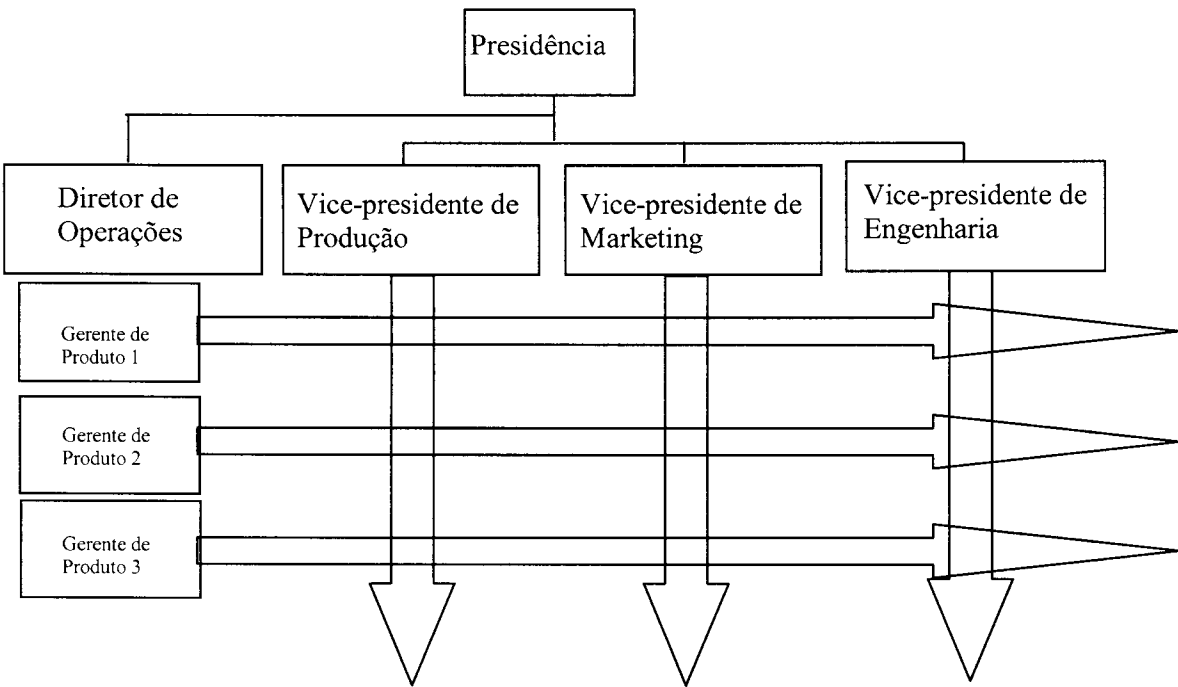 Presidência
Diretor de
Operações
Vice-presidente de
Produção
Vice-presidente de
Marketing
Vice-presidente de
Engenharia
Gerente de
Produto 1
Gerente de
Produto 2
Gerente de
Produto 3